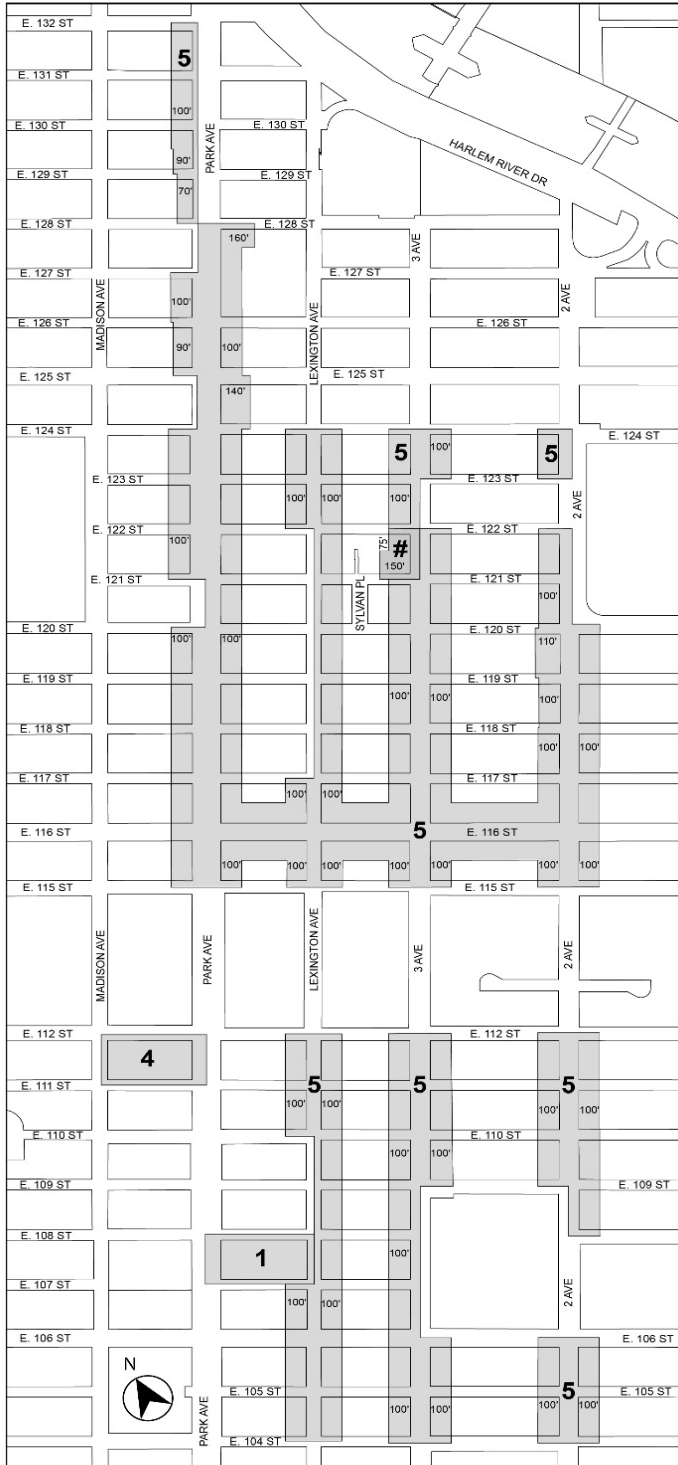 E. 132 ST
5
E. 131 ST
100'
E. 130 ST
E. 130 ST
PARK AVE
HARLEM RIVER DR
90'
E. 129 ST
E. 129 ST
70'
E. 128 ST
E. 128 ST
160'
3 AVE
E. 127 ST
E. 127 ST
MADISON AVE
100'
LEXINGTON AVE
2 AVE
E. 126 ST
E. 126 ST
90'
100'
E. 125 ST
E. 125 ST
140'
E. 124 ST
E. 124 ST
5
100'
5
E. 123 ST
E. 123 ST
100'
100'
100'
2 AVE
E. 122 ST
E. 122 ST
100'
75'
#
150'
E. 121 ST
E. 121 ST
SYLVAN PL
100'
E. 120 ST
E. 120 ST
100'
100'
110'
E. 119 ST
E. 119 ST
100'
100'
100'
E. 118 ST
E. 118 ST
100'
100'
E. 117 ST
E. 117 ST
100'
100'
E. 116 ST
5
E. 116 ST
100'
100'
100'
100'
100'
100'
100'
E. 115 ST
E. 115 ST
MADISON AVE
PARK AVE
LEXINGTON AVE
3 AVE
2 AVE
E. 112 ST
E. 112 ST
4
5
5
5
E. 111 ST
100'
100'
100'
100'
E. 110 ST
E. 110 ST
100'
100'
E. 109 ST
E. 109 ST
E. 108 ST
1
100'
E. 107 ST
100'
100'
2 AVE
E. 106 ST
E. 106 ST
N
5
E. 105 ST
E. 105 ST
PARK AVE
100'
100'
100'
100'
E. 104 ST